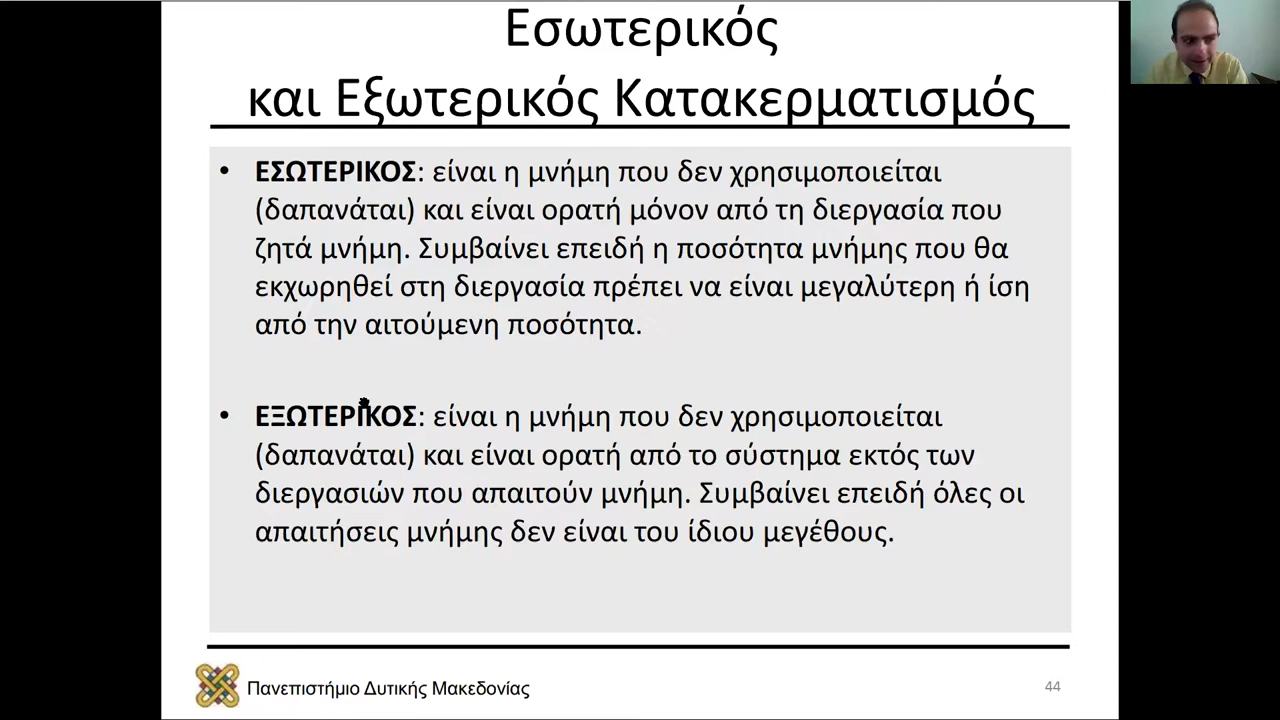 Εσωτερικός
και Εξωτερικός Κατακερματισμός
• ΕΣΩΤΕΡΙΚΟΣ: είναι η μνήμη που δεν χρησιμοποιείται
(δαπανάται) και είναι ορατή μόνον από τη διεργασία που
ζητά μνήμη. Συμβαίνει επειδή η ποσότητα μνήμης που θα
εκχωρηθεί στη διεργασία πρέπει να είναι μεγαλύτερη ή ίση
από την αιτούμενη ποσότητα.
• ΕΞΩΤΕΡΙΚΟΣ: είναι η μνήμη που δεν χρησιμοποιείται
(δαπανάται) και είναι ορατή από το σύστημα εκτός των
διεργασιών που απαιτούν μνήμη. Συμβαίνει επειδή όλες οι
απαιτήσεις μνήμης δεν είναι του ίδιου μεγέθους.
Πανεπιστήμιο Δυτικής Μακεδονίας
44